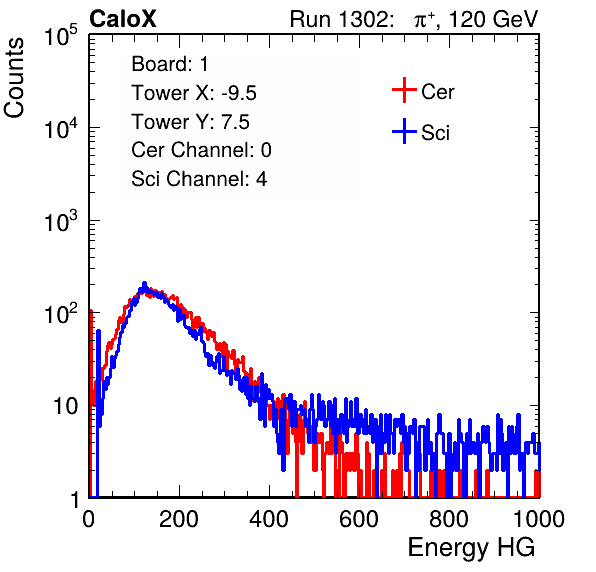 CaloX Run 1302: π⁺, 120 GeV
Counts
Board: 1
Tower X: -9.5
Tower Y: 7.5
Cer Channel: 0
Sci Channel: 4
Cer
Sci
10⁵
10⁴
10³
10²
10
1
0 200 400 600 800 1000
Energy HG